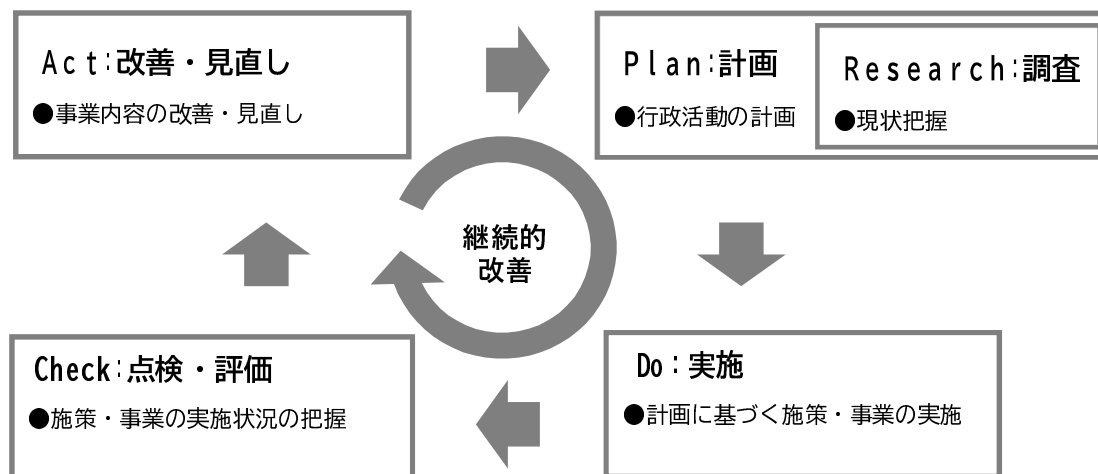 Act:改善・見直し
●事業内容の改善・見直し
Plan:計画
●行政活動の計画
Research:調査
●現状把握
継続的
改善
Check:点検・評価
●施策・事業の実施状況の把握
Do:実施
●計画に基づく施策・事業の実施